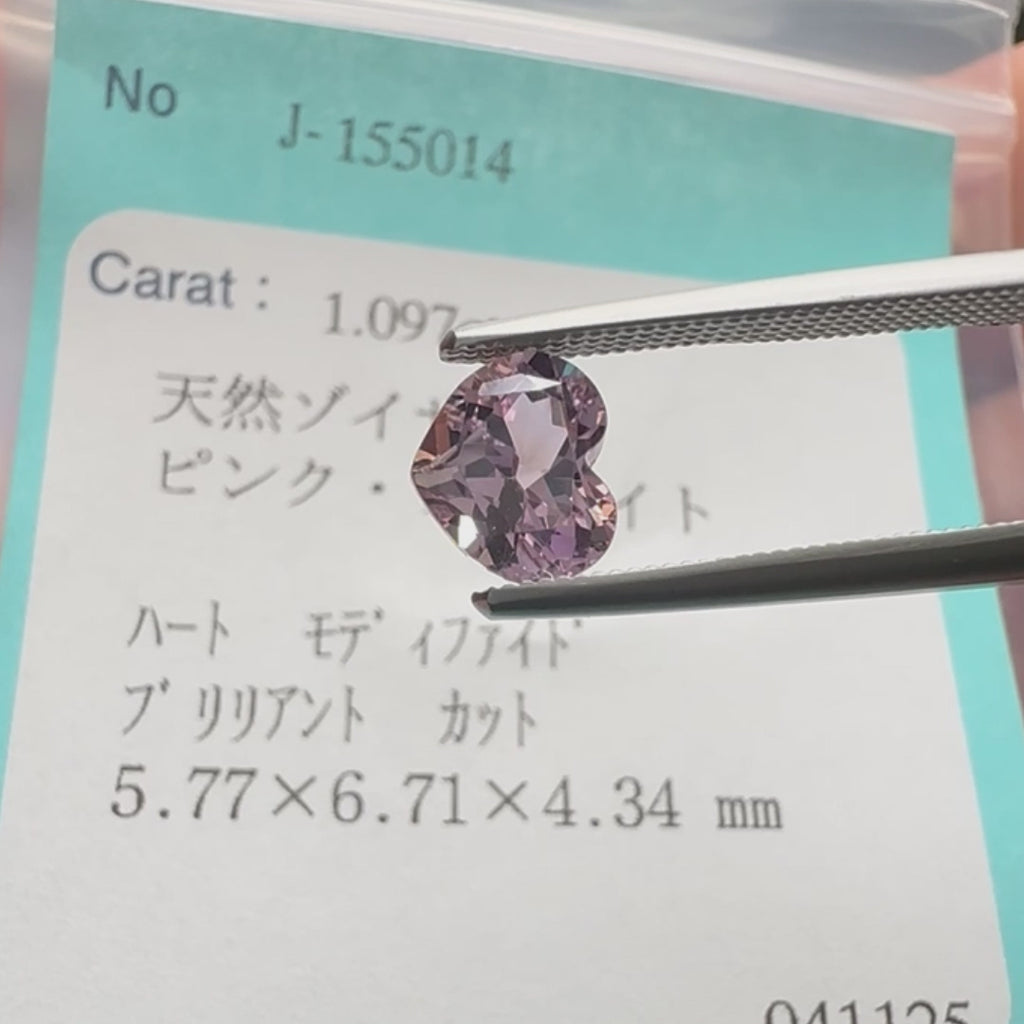 No J-155014
Carat : 1.097
天然ゾイ
ピンク・ イト
ハート モディファイド
ブリリアント カット
5.77×6.71×4.34 mm